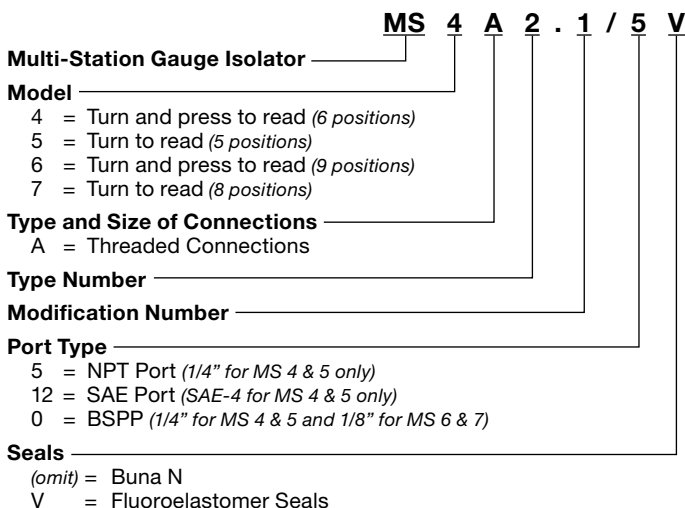 MS 4 A 2 . 1 / 5 V
Multi-Station Gauge Isolator
Model
4 = Turn and press to read (6 positions)
5 = Turn to read (5 positions)
6 = Turn and press to read (9 positions)
7 = Turn to read (8 positions)
Type and Size of Connections
A = Threaded Connections
Type Number
Modification Number
Port Type
5 = NPT Port (1/4” for MS 4 & 5 only)
12 = SAE Port (SAE-4 for MS 4 & 5 only)
0 = BSPP (1/4” for MS 4 & 5 and 1/8” for MS 6 & 7)
Seals
(omit) = Buna N
V = Fluoroelastomer Seals